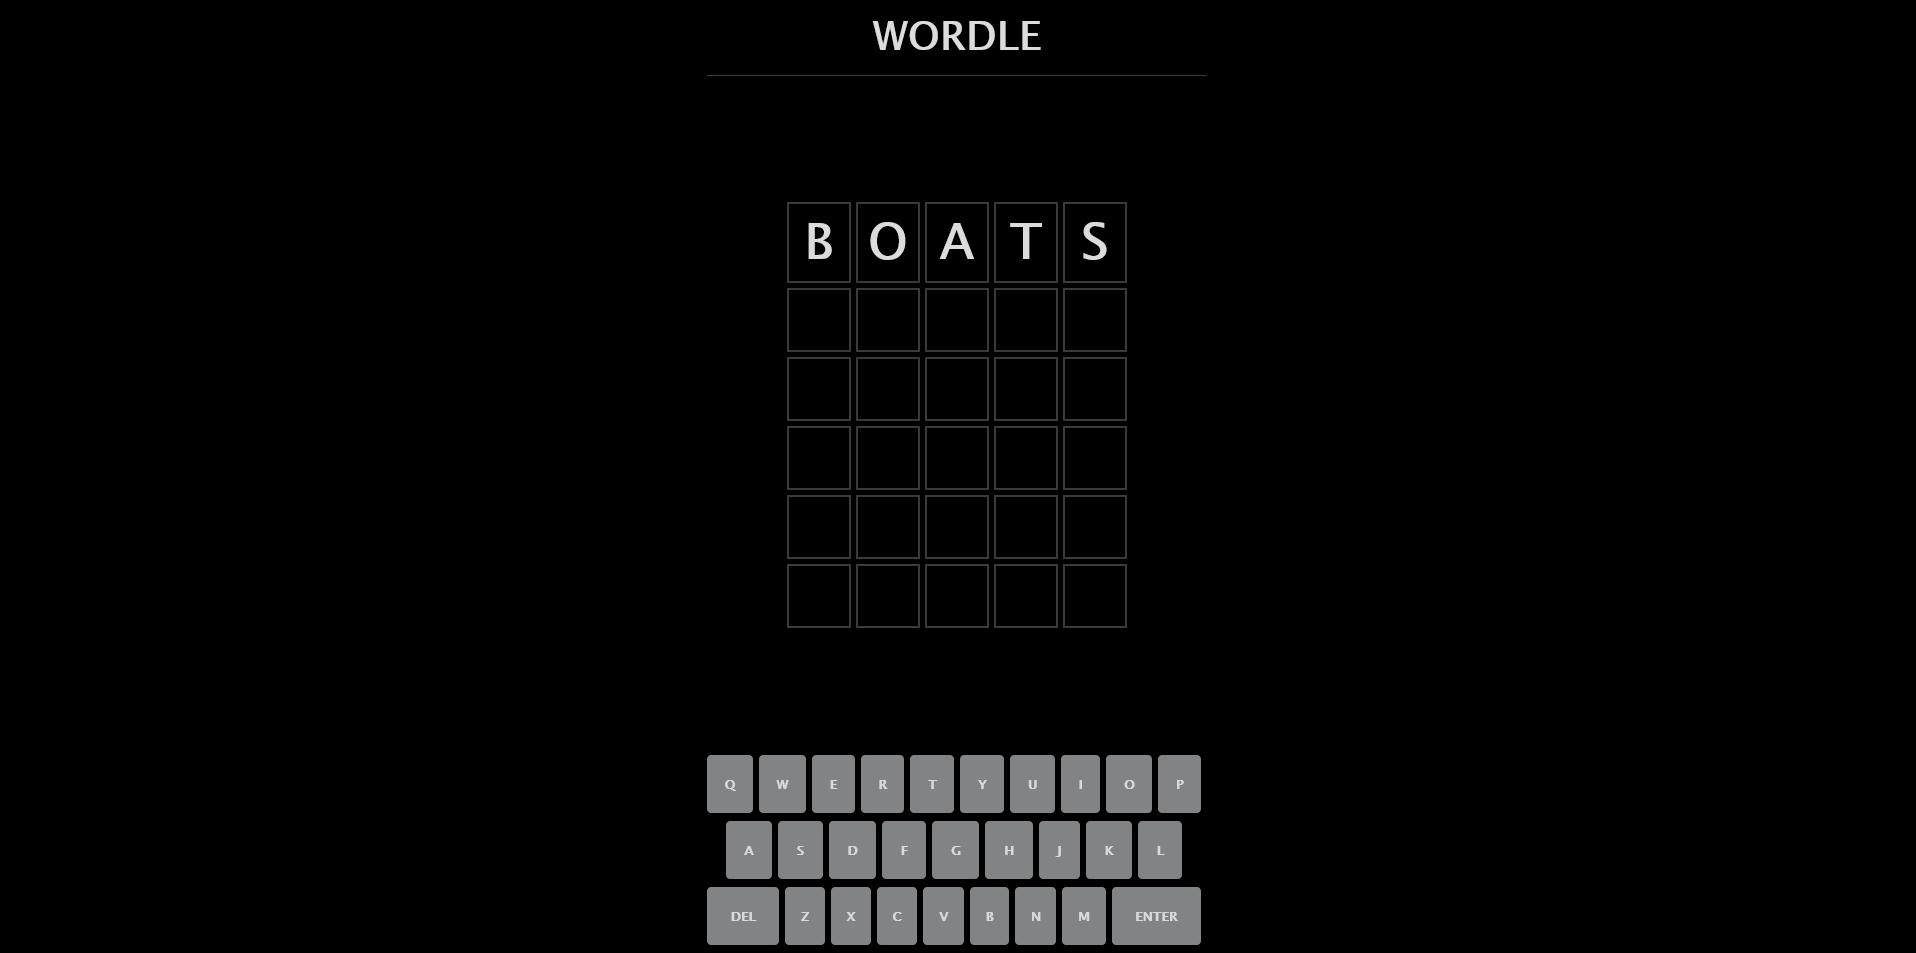 WORDLE
B O A T S
Q W E R T Y U I O P
A S D F G H J K L
DEL Z X C V B N M ENTER